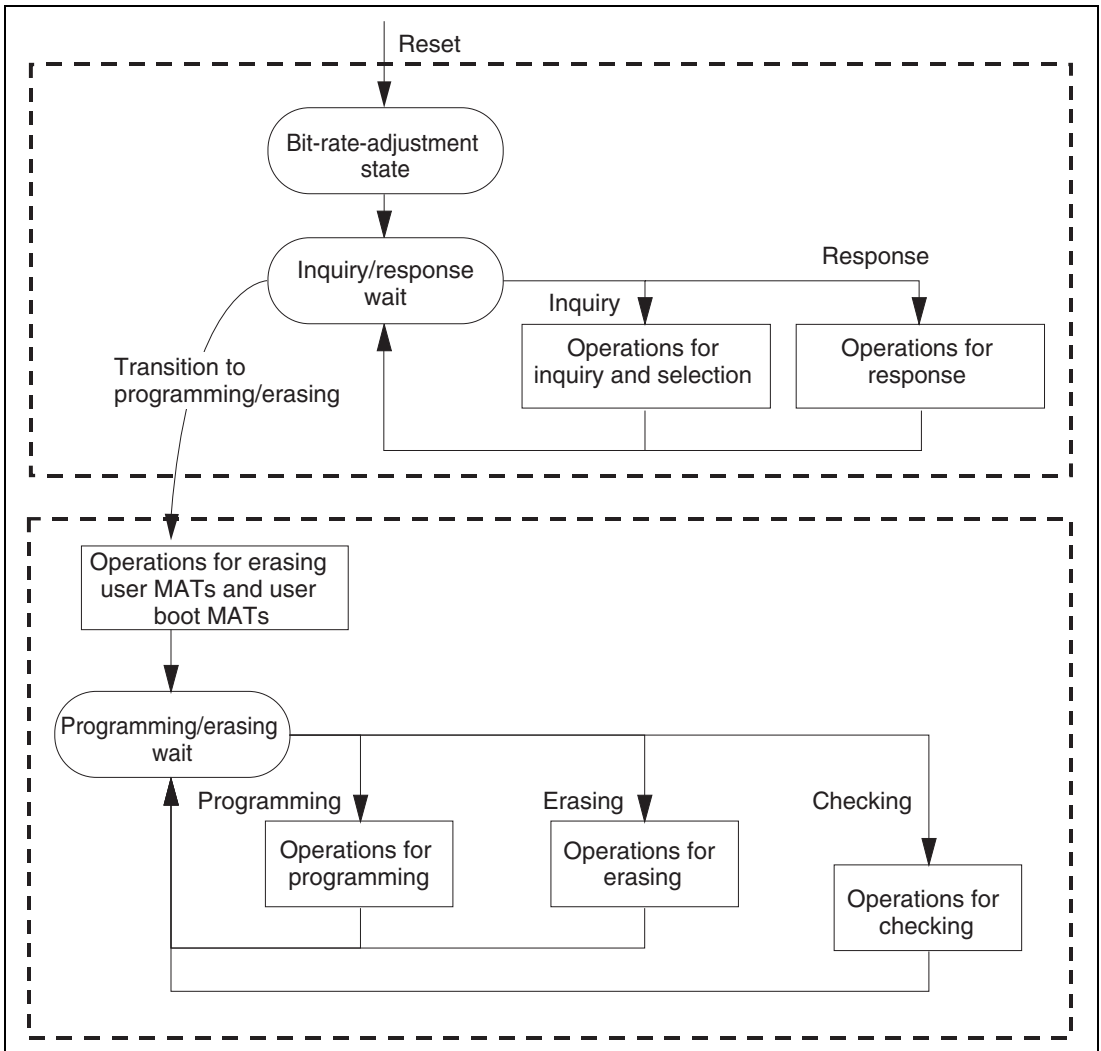 Reset
Bit-rate-adjustment
state
Inquiry/response
wait
Response
Inquiry
Operations for
inquiry and selection
Operations for
response
Transition to
programming/erasing
Operations for erasing
user MATs and user
boot MATs
Programming/erasing
wait
Programming
Erasing
Checking
Operations for
programming
Operations for
erasing
Operations for
checking